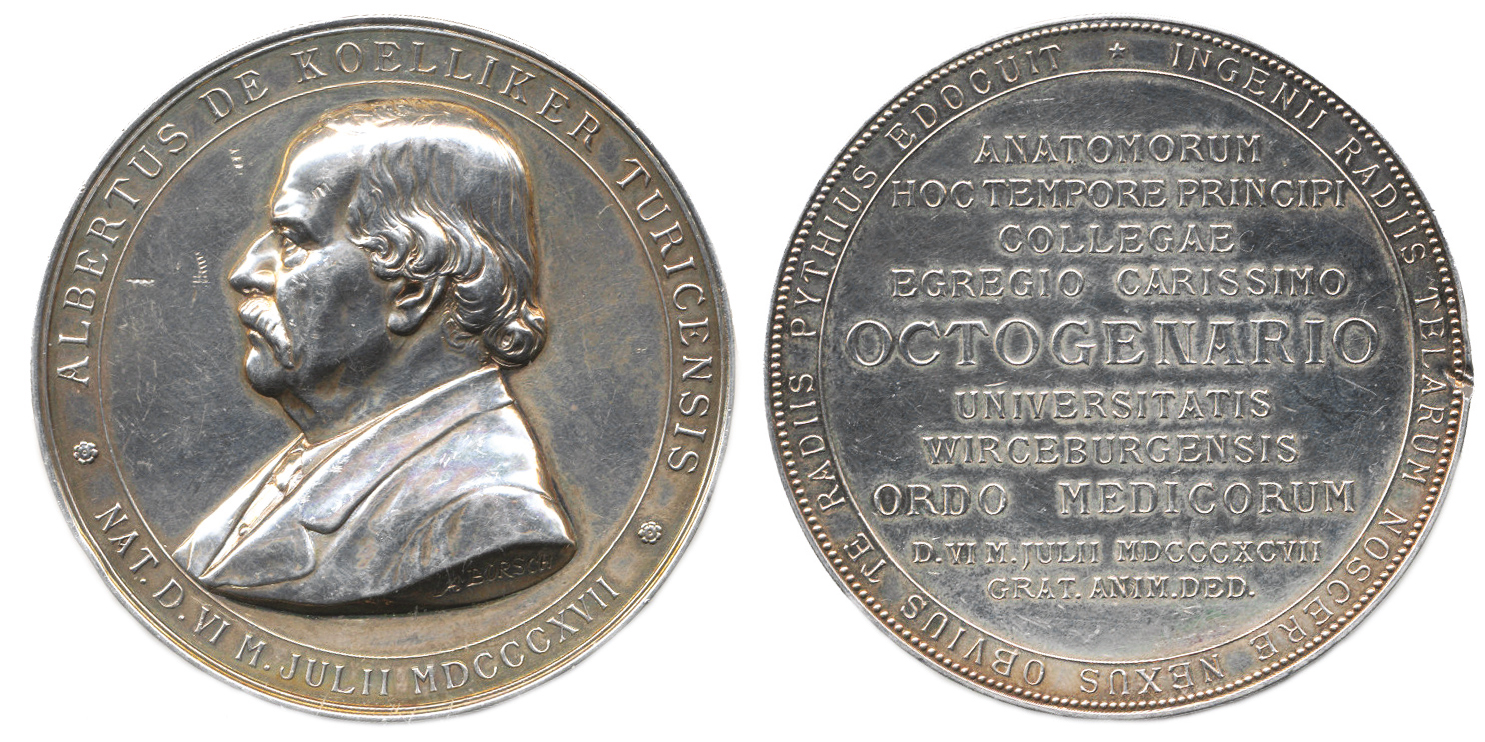 ALBERTUS DE KOELLIKER TURICENSIS
NAT. D. VI M. JULII MDCCCXVII
A. BÖRSCH
INGENII RADIIS TELARUM NOSCERE NEXUS OBVIUS TE RADIIS PYTHIUS EDOCUIT
ANATOMORUM
HOC TEMPORE PRINCIPI
COLLEGAE
EGREGIO CARISSIMO
OCTOGENARIO
UNIVERSITATIS
WIRCEBURGENSIS
ORDO MEDICORUM
D. VI M. JULII MDCCCXCVII
GRAT. ANIM. DED.